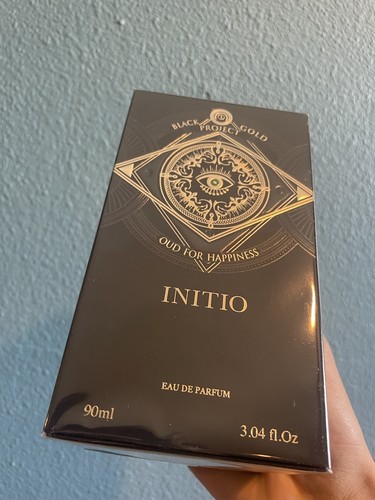 BLACK GOLD
PROJECT
OUD FOR HAPPINESS
INITIO
EAU DE PARFUM
90ml
3.04 fl.Oz